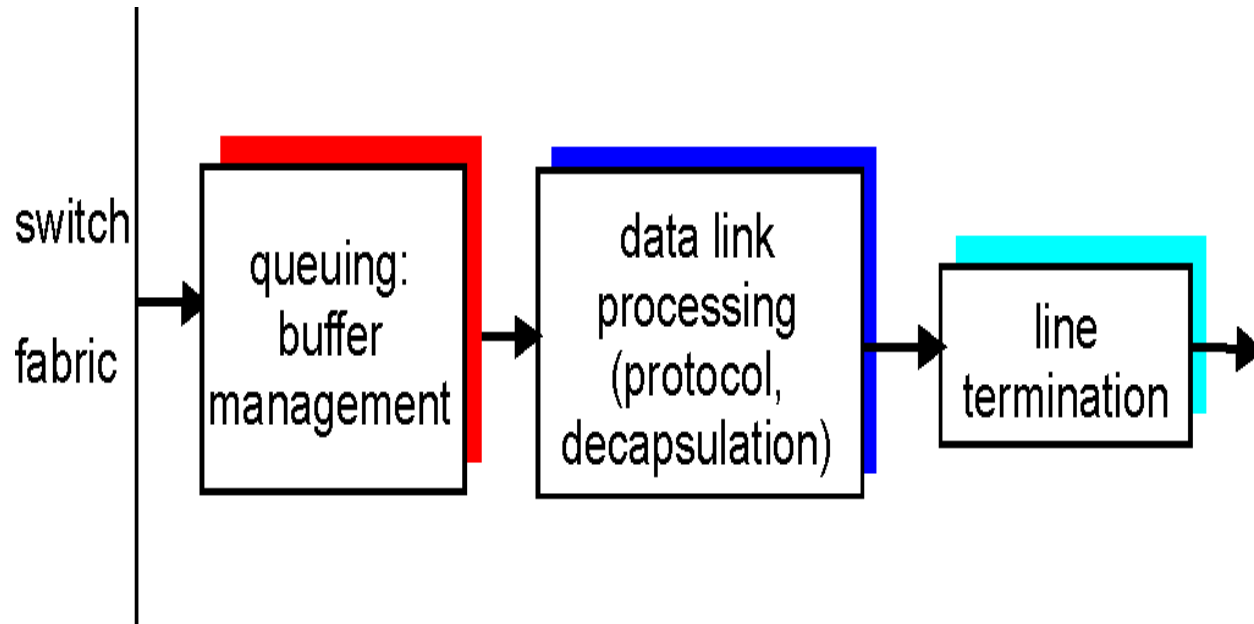 switch
fabric
queuing:
buffer
management
data link
processing
(protocol,
decapsulation)
line
termination